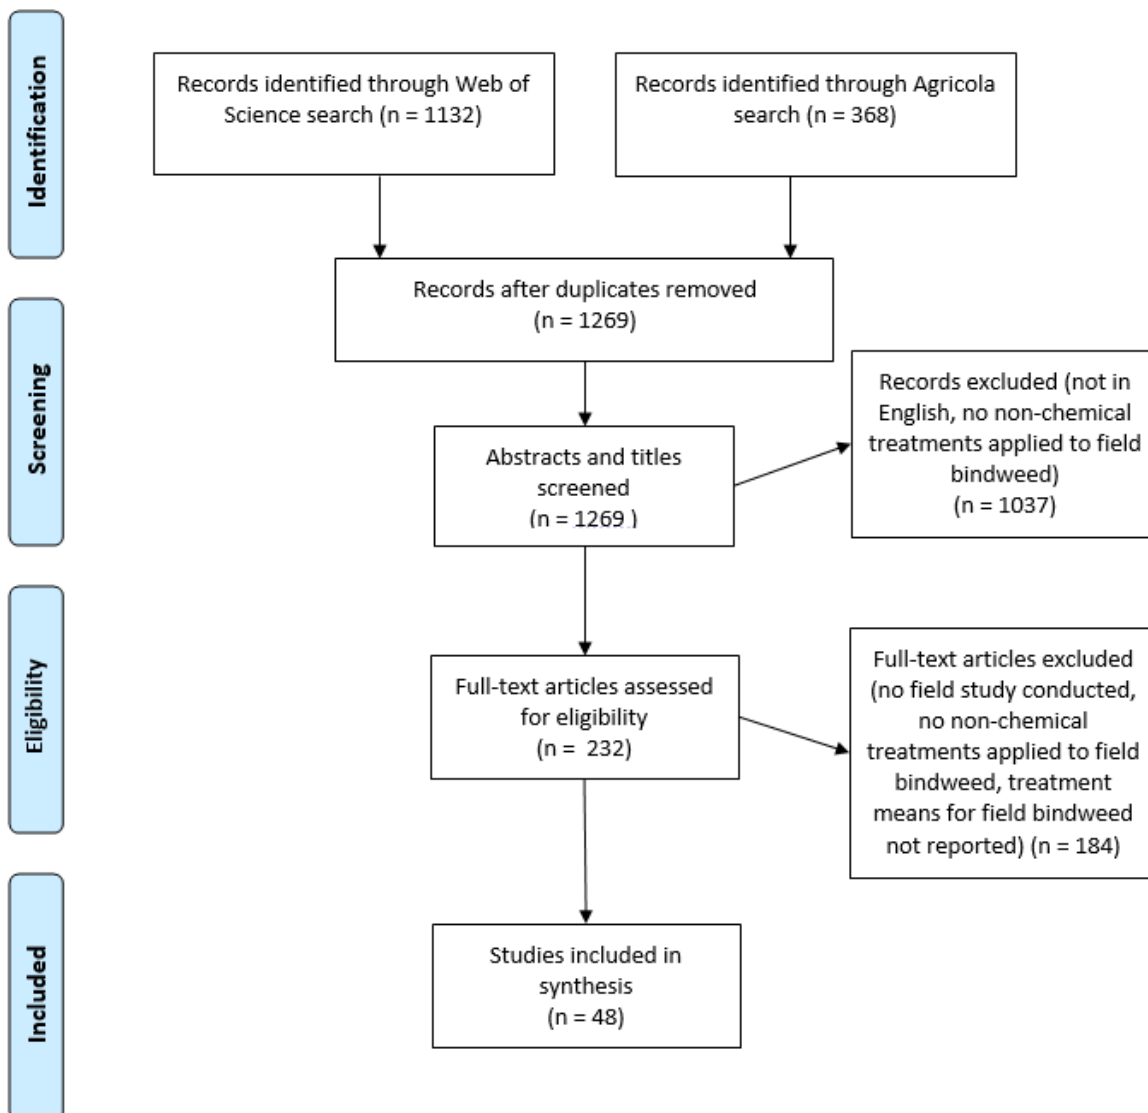 Identification
Records identified through Web of
Science search (n = 1132)
Records identified through Agricola
search (n = 368)
Records after duplicates removed
(n = 1269)
Screening
Abstracts and titles
screened
(n = 1269 )
Records excluded (not in
English, no non-chemical
treatments applied to field
bindweed)
(n = 1037)
Eligibility
Full-text articles assessed
for eligibility
(n =  232)
Full-text articles excluded
(no field study conducted,
no non-chemical
treatments applied to field
bindweed, treatment
means for field bindweed
not reported) (n = 184)
Included
Studies included in
synthesis
(n = 48)